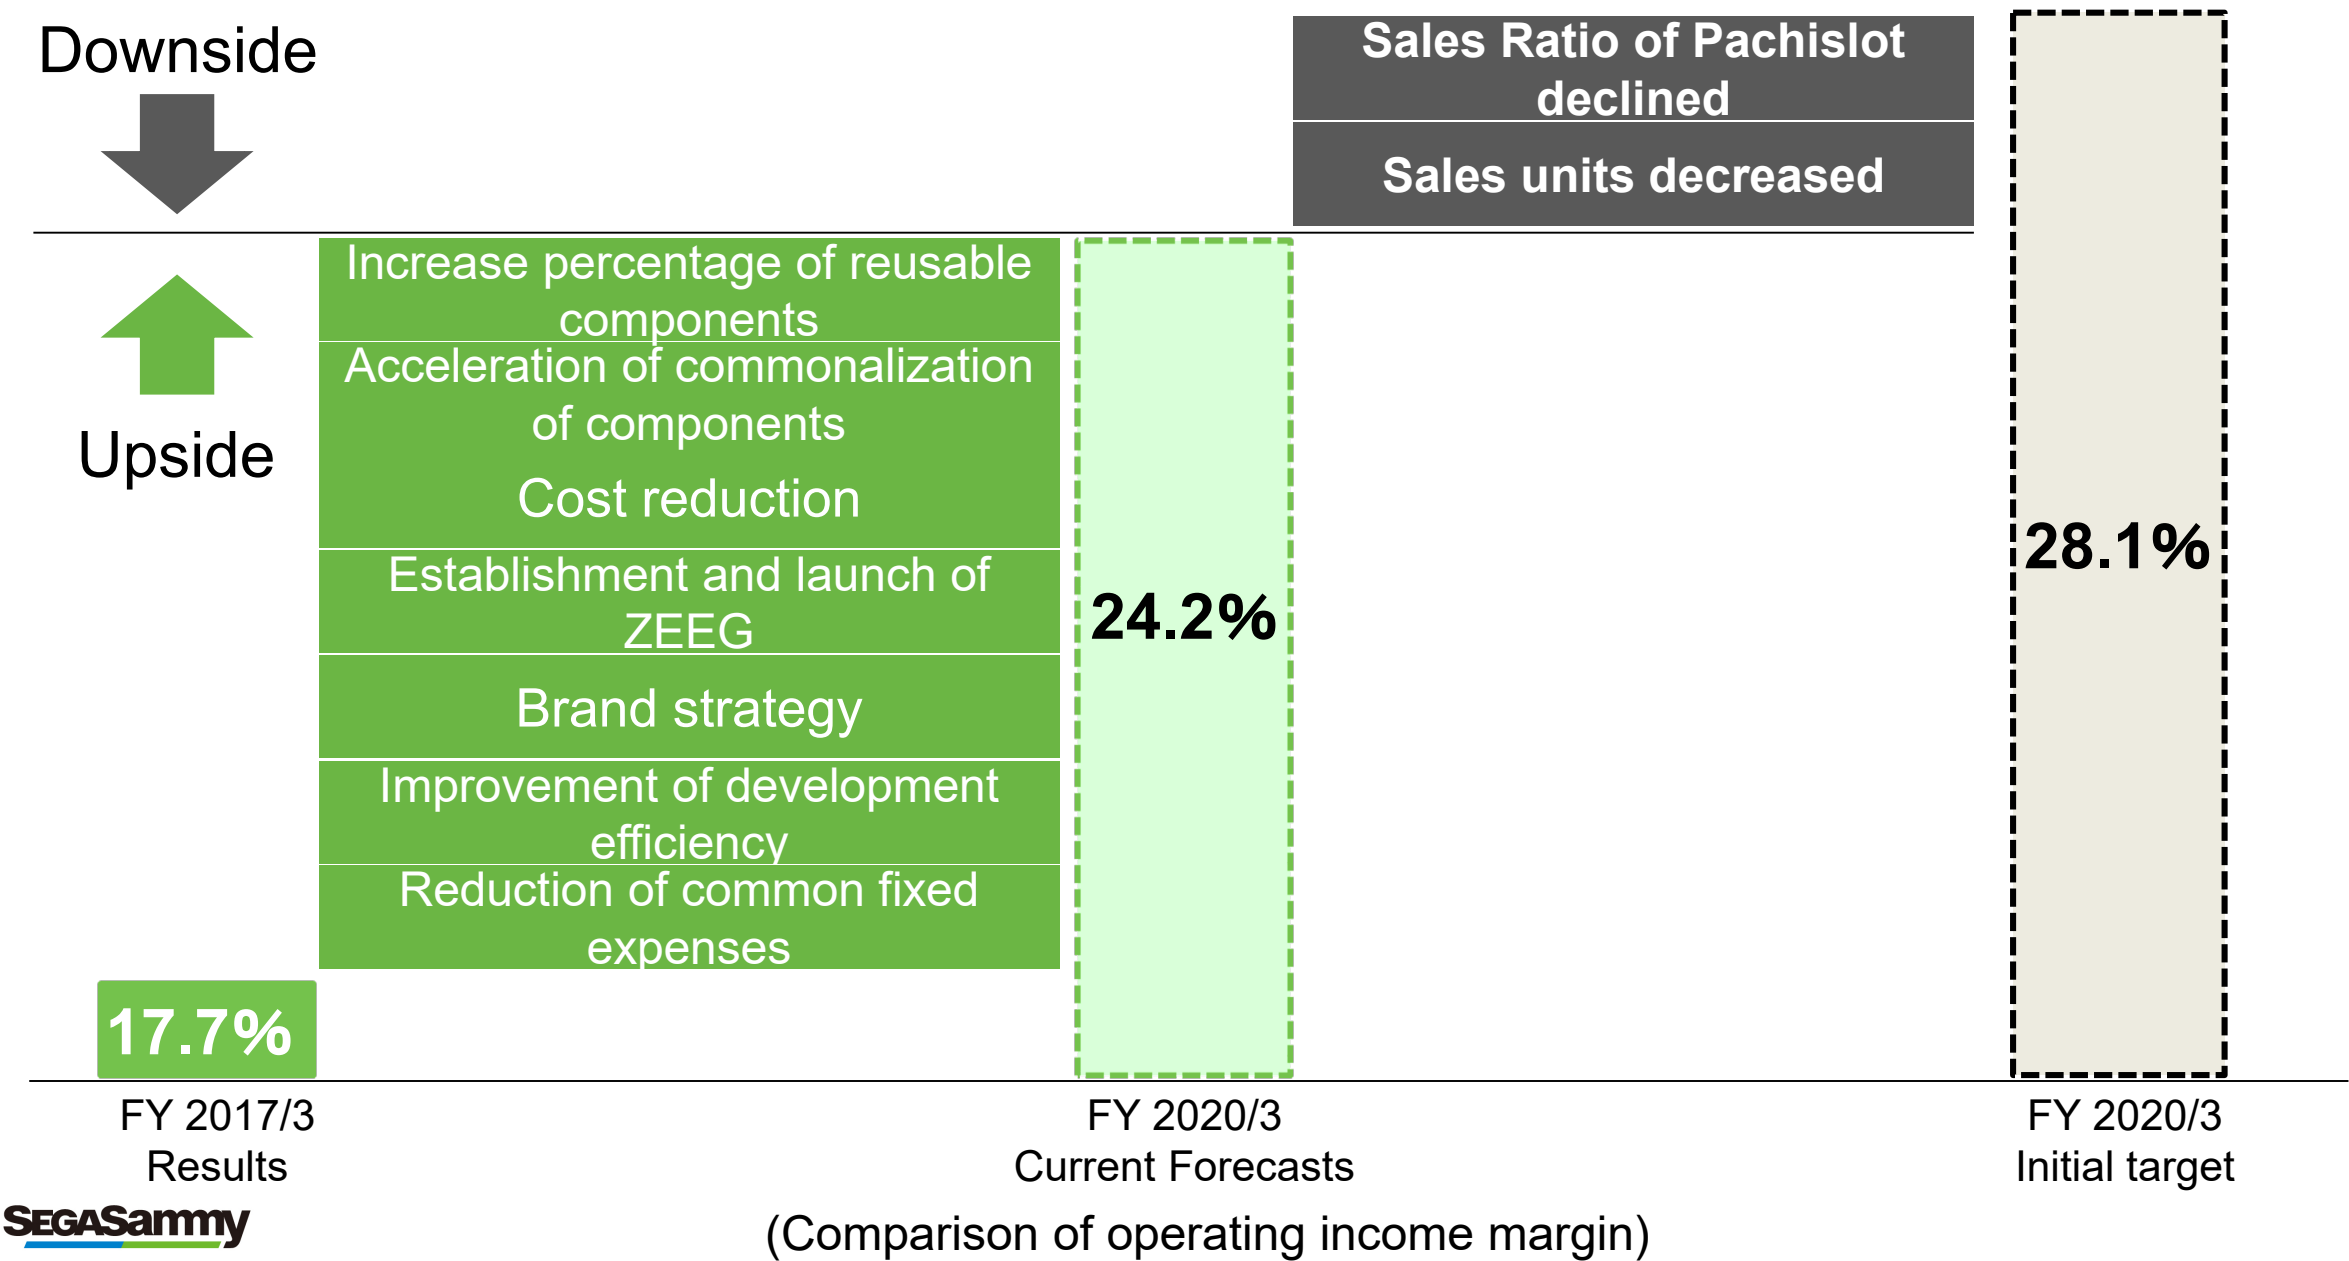 Downside
Sales Ratio of Pachislot
declined
Sales units decreased
Upside
Increase percentage of reusable
components
Acceleration of commonalization
of components
Cost reduction
Establishment and launch of
ZEEG
Brand strategy
Improvement of development
efficiency
Reduction of common fixed
expenses
17.7%
24.2%
28.1%
FY 2017/3
Results
FY 2020/3
Current Forecasts
FY 2020/3
Initial target
SEGASammy
(Comparison of operating income margin)